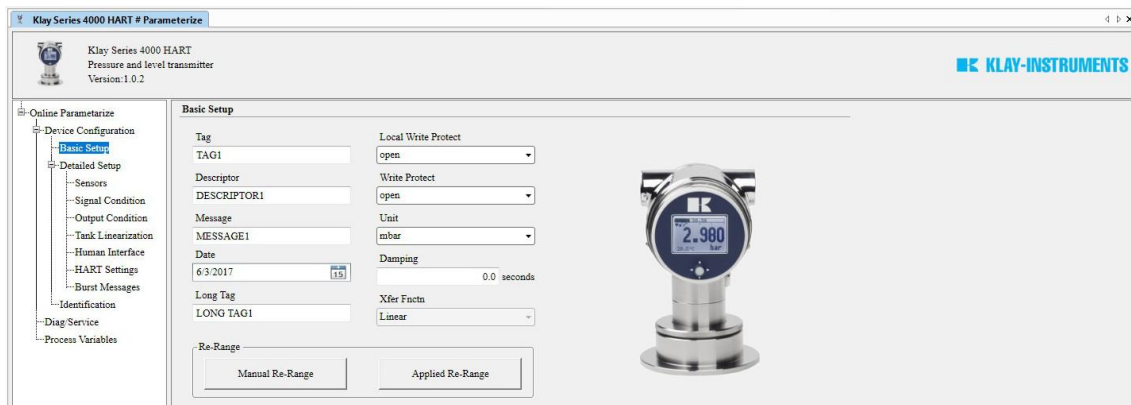 Klay Series 4000 HART # Parameterize
Klay Series 4000 HART
Pressure and level transmitter
Version:1.0.2
KLAY-INSTRUMENTS
Online Parametarize
Device Configuration
Basic Setup
Detailed Setup
Sensors
Signal Condition
Output Condition
Tank Linearization
Human Interface
HART Settings
Burst Messages
Identification
Diag/Service
Process Variables
Basic Setup
Tag
TAG1
Descriptor
DESCRIPTOR1
Message
MESSAGE1
Date
6/3/2017
15
Long Tag
LONG TAG1
Local Write Protect
open
Write Protect
open
Unit
mbar
Damping
0.0 seconds
Xfer Fnctn
Linear
Re-Range
Manual Re-Range
Applied Re-Range
2.980
bar